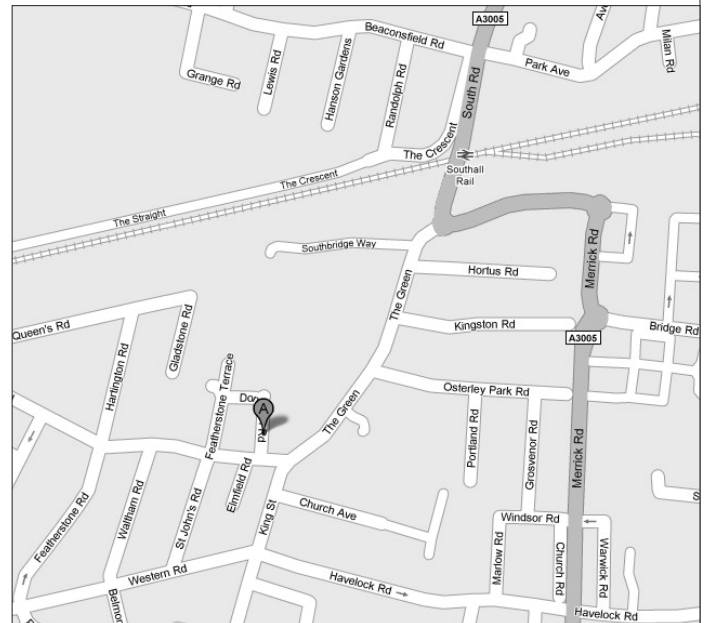 A3005
Beaconsfield Rd
Milan Rd
Park Ave
Grange Rd
Lewis Rd
Hanson Gardens
Randolph Rd
South Rd
The Crescent
Southall
Rail
The Crescent
The Straight
Southbridge Way
Hortus Rd
Merrick Rd
The Green
Queen's Rd
Gladstone Rd
Kingston Rd
A3005
Bridge Rd
Hartington Rd
Featherstone Terrace
Osterley Park Rd
A
Rd
The Green
Portland Rd
Grosvenor Rd
Merrick Rd
Featherstone Rd
Waltham Rd
St John's Rd
Elmfield Rd
King St
Church Ave
Windsor Rd
Marlow Rd
Church Rd
Warwick Rd
Western Rd
Havelock Rd
Havelock Rd